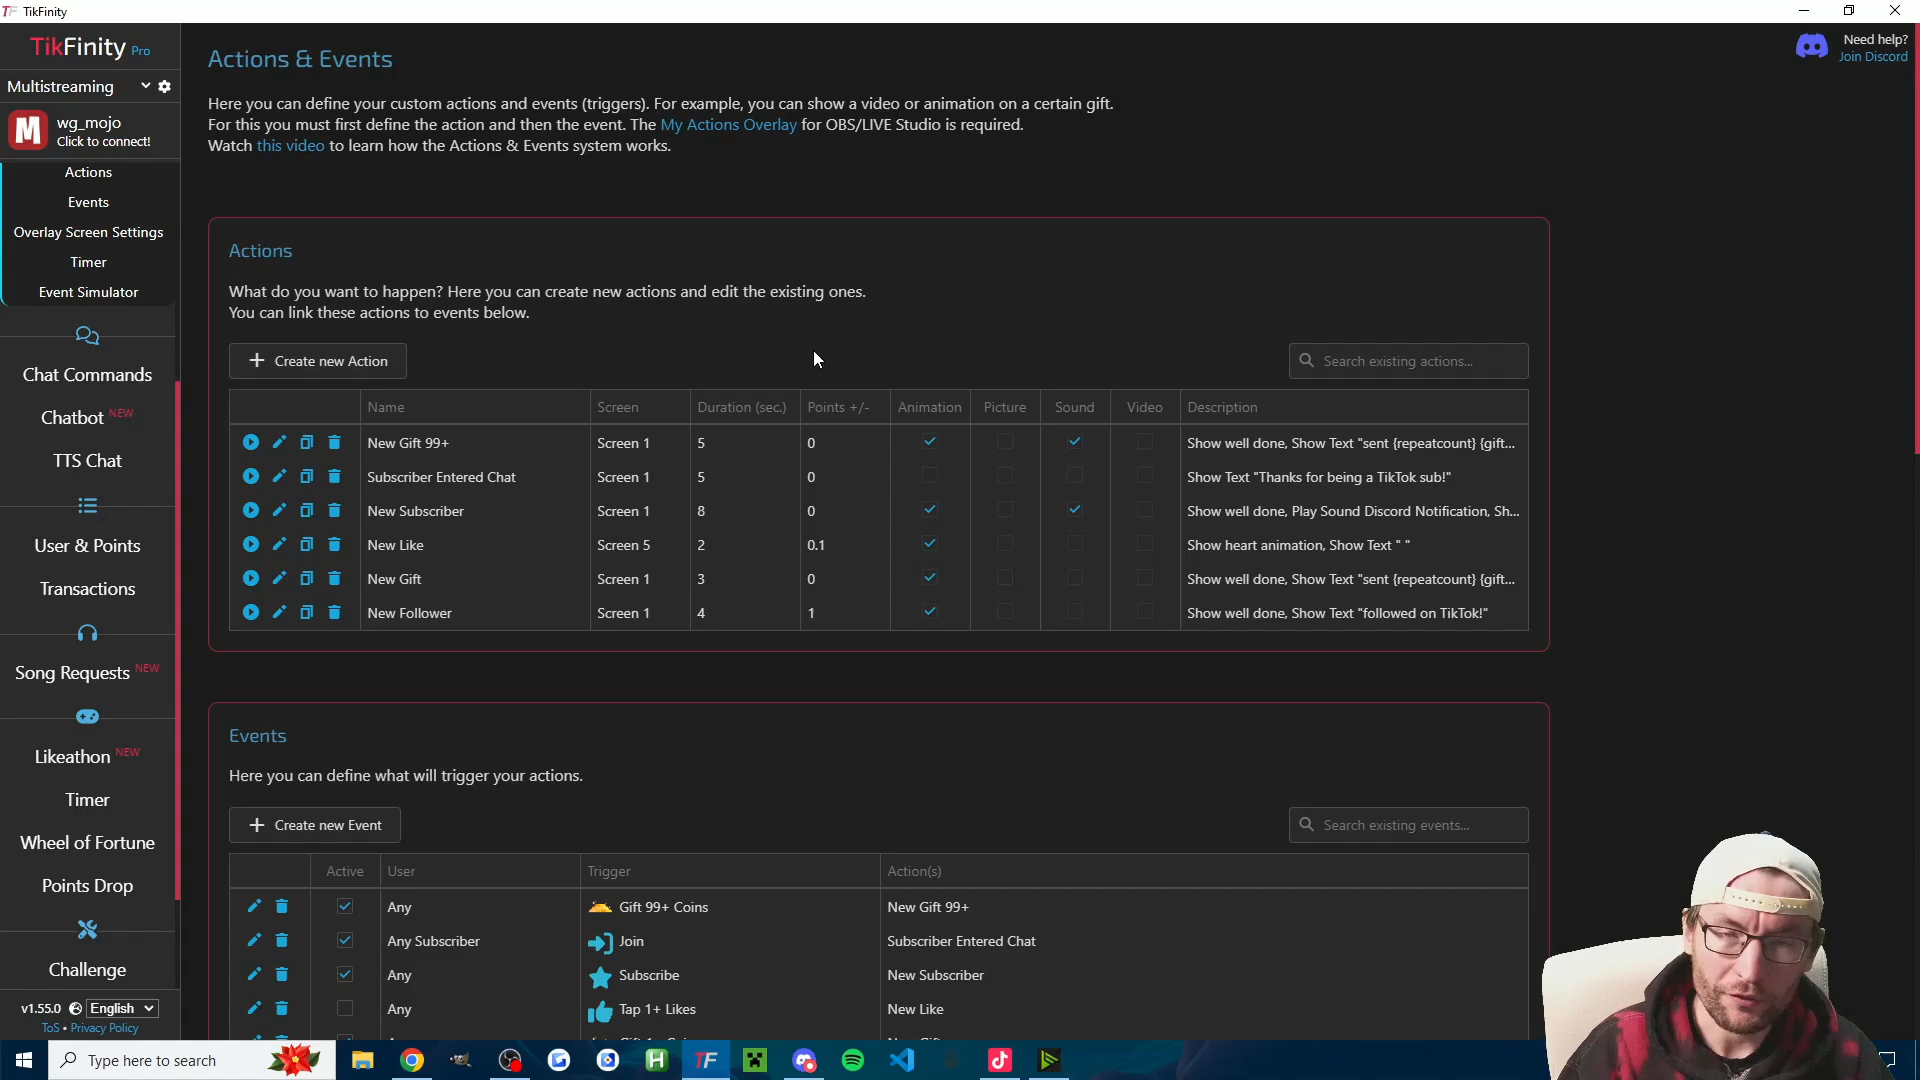 TikFinity
TikFinity Pro
Multistreaming
wg_mojo
Click to connect!
Actions
Events
Overlay Screen Settings
Timer
Event Simulator
Chat Commands
Chatbot NEW
TTS Chat
User & Points
Transactions
Song Requests NEW
Likeathon NEW
Timer
Wheel of Fortune
Points Drop
Challenge
v1.55.0 English
ToS • Privacy Policy
Need help?
Join Discord
Actions & Events
Here you can define your custom actions and events (triggers). For example, you can show a video or animation on a certain gift.
For this you must first define the action and then the event. The My Actions Overlay for OBS/LIVE Studio is required.
Watch this video to learn how the Actions & Events system works.
Actions
What do you want to happen? Here you can create new actions and edit the existing ones.
You can link these actions to events below.
Create new Action
Search existing actions...
Name Screen Duration (sec.) Points +/- Animation Picture Sound Video Description
New Gift 99+ Screen 1 5 0 Show well done, Show Text "sent {repeatcount} {gift...
Subscriber Entered Chat Screen 1 5 0 Show Text "Thanks for being a TikTok sub!"
New Subscriber Screen 1 8 0 Show well done, Play Sound Discord Notification, Sh...
New Like Screen 5 2 0.1 Show heart animation, Show Text " "
New Gift Screen 1 3 0 Show well done, Show Text "sent {repeatcount} {gift...
New Follower Screen 1 4 1 Show well done, Show Text "followed on TikTok!"
Events
Here you can define what will trigger your actions.
Create new Event
Search existing events...
Active User Trigger Action(s)
Any Gift 99+ Coins New Gift 99+
Any Subscriber Join Subscriber Entered Chat
Any Subscribe New Subscriber
Any Tap 1+ Likes New Like
Type here to search